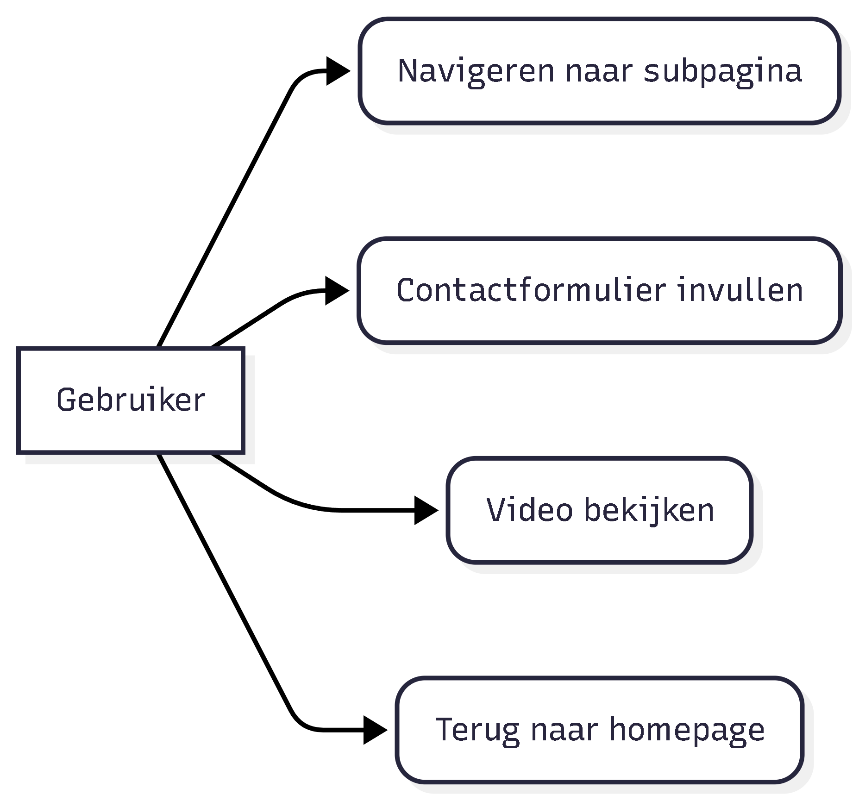 Navigeren naar subpagina
Contactformulier invullen
Gebruiker
Video bekijken
Terug naar homepage